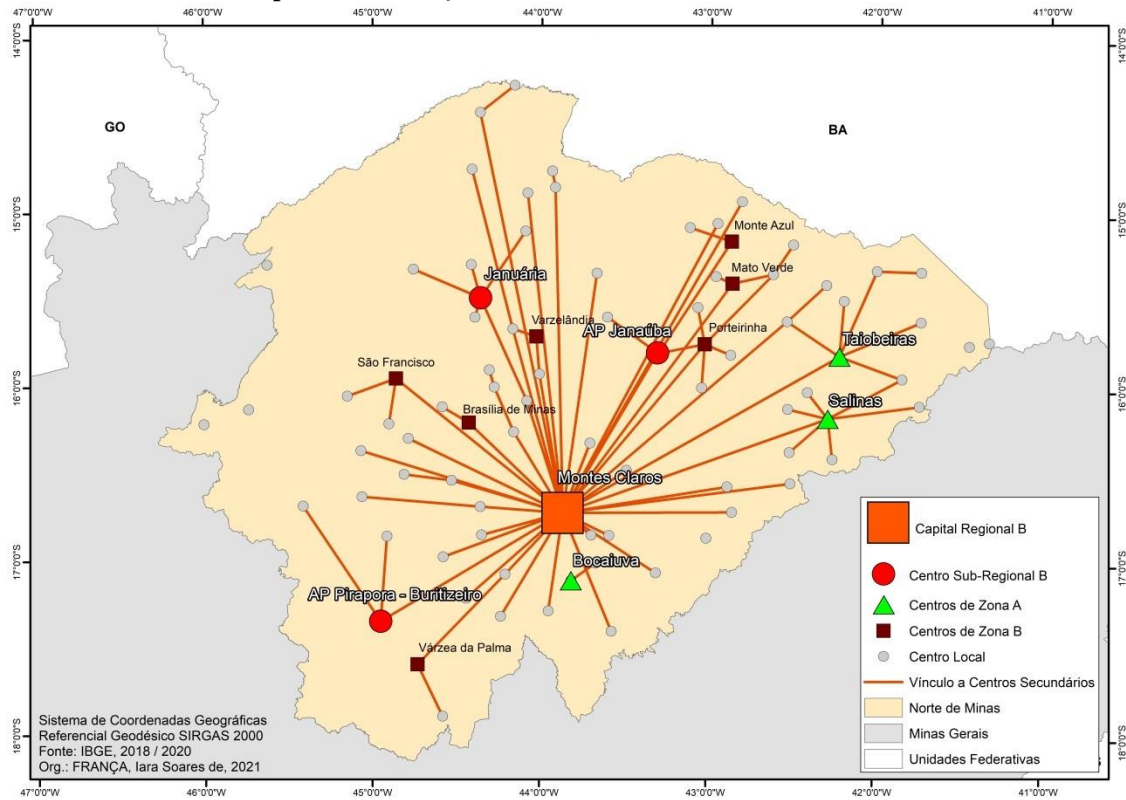 47°0'0"W
46°0'0"W
45°0'0"W
44°0'0"W
43°0'0"W
42°0'0"W
41°0'0"W
14°0'0"S
14°0'0"S
GO
BA
15°0'0"S
15°0'0"S
Monte Azul
Mato Verde
Januária
Varzelândia
AP Janaúba
Porteirinha
Taiobeiras
São Francisco
16°0'0"S
16°0'0"S
Salinas
Brasília de Minas
Montes Claros
17°0'0"S
17°0'0"S
Bocaiuva
AP Pirapora - Buritizeiro
Várzea da Palma
Capital Regional B
Centro Sub-Regional B
Centros de Zona A
Centros de Zona B
Centro Local
Vínculo a Centros Secundários
Norte de Minas
Minas Gerais
Unidades Federativas
18°0'0"S
18°0'0"S
Sistema de Coordenadas Geográficas
Referencial Geodésico SIRGAS 2000
Fonte: IBGE, 2018 / 2020
Org.: FRANÇA, Iara Soares de, 2021
47°0'0"W
46°0'0"W
45°0'0"W
44°0'0"W
43°0'0"W
42°0'0"W
41°0'0"W